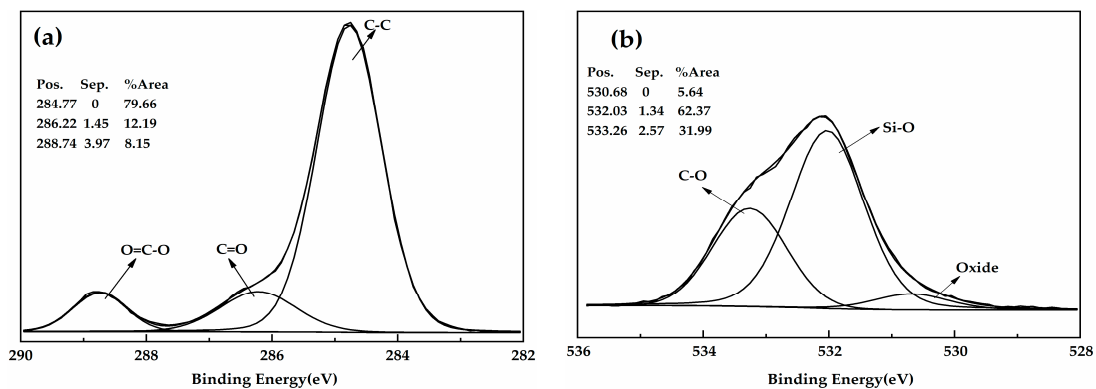 (a)
C-C
Pos. Sep. %Area
284.77 0 79.66
286.22 1.45 12.19
288.74 3.97 8.15
O=C-O
C=O
290 288 286 284 282
Binding Energy(eV)
(b)
Pos. Sep. %Area
530.68 0 5.64
532.03 1.34 62.37
533.26 2.57 31.99
Si-O
C-O
Oxide
536 534 532 530 528
Binding Energy(eV)